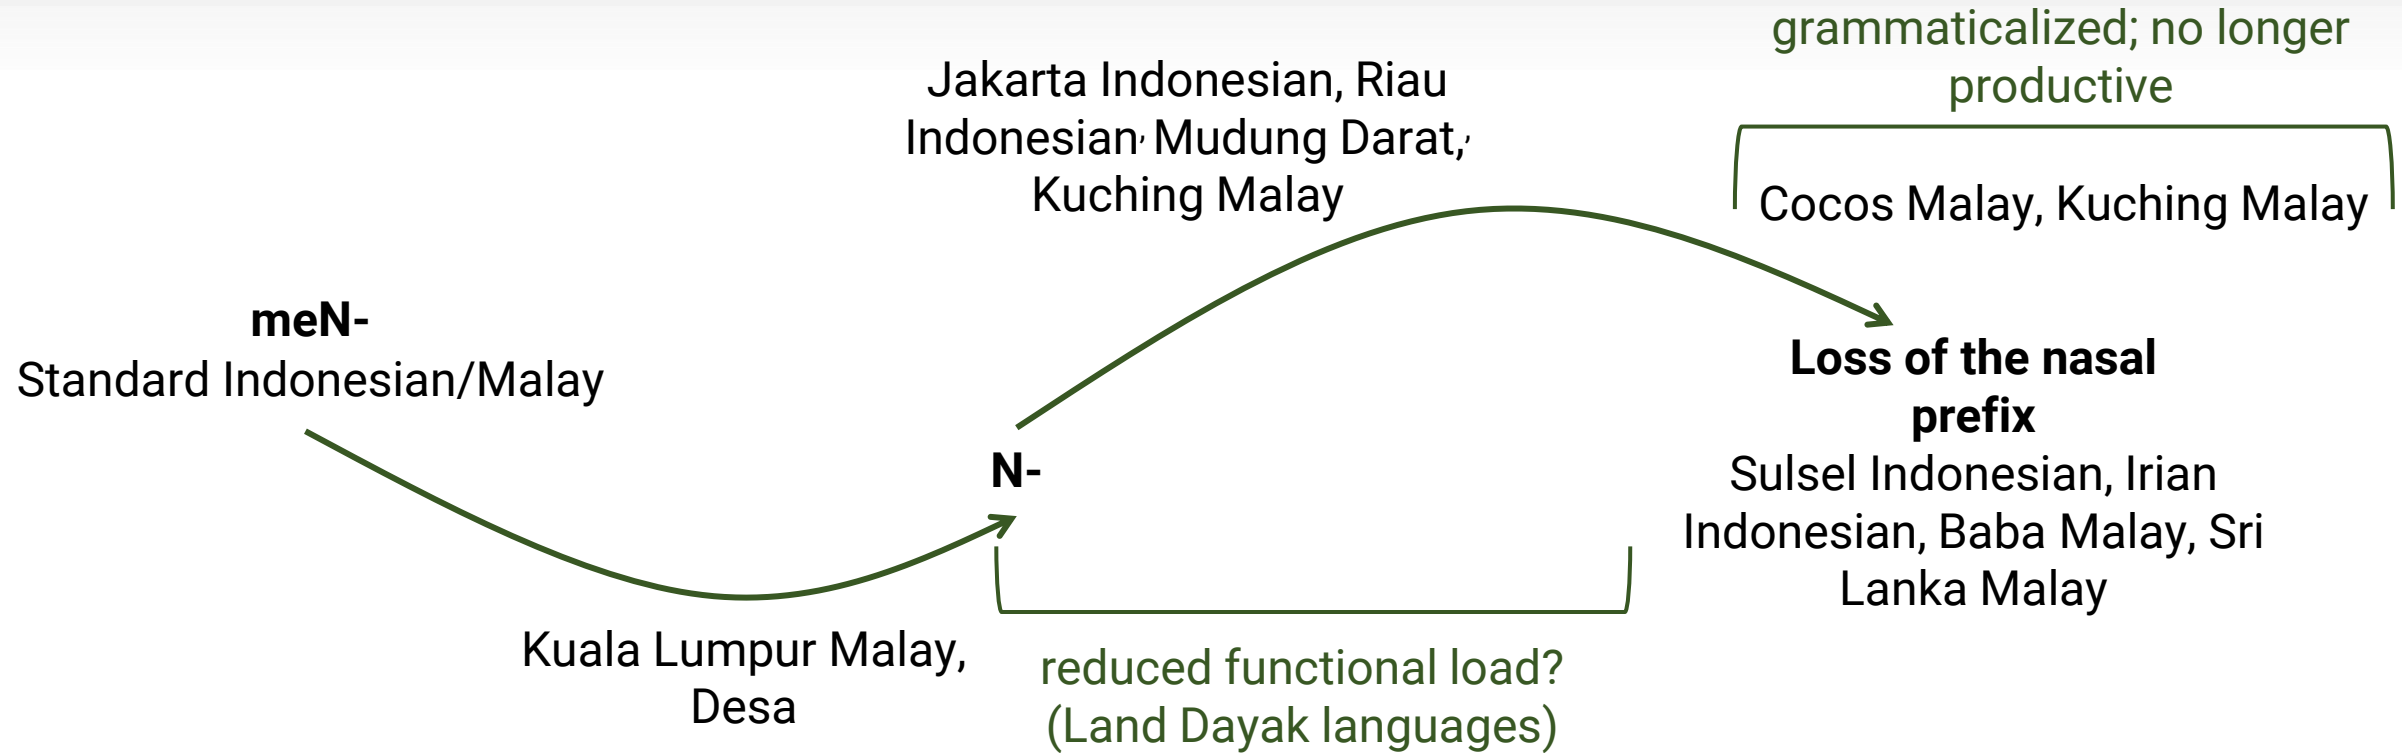 grammaticalized; no longer
productive
Jakarta Indonesian, Riau
Indonesian, Mudung Darat,,
Kuching Malay
Cocos Malay, Kuching Malay
meN-
Standard Indonesian/Malay
N-
Loss of the nasal
prefix
Sulsel Indonesian, Irian
Indonesian, Baba Malay, Sri
Lanka Malay
Kuala Lumpur Malay,
Desa
reduced functional load?
(Land Dayak languages)